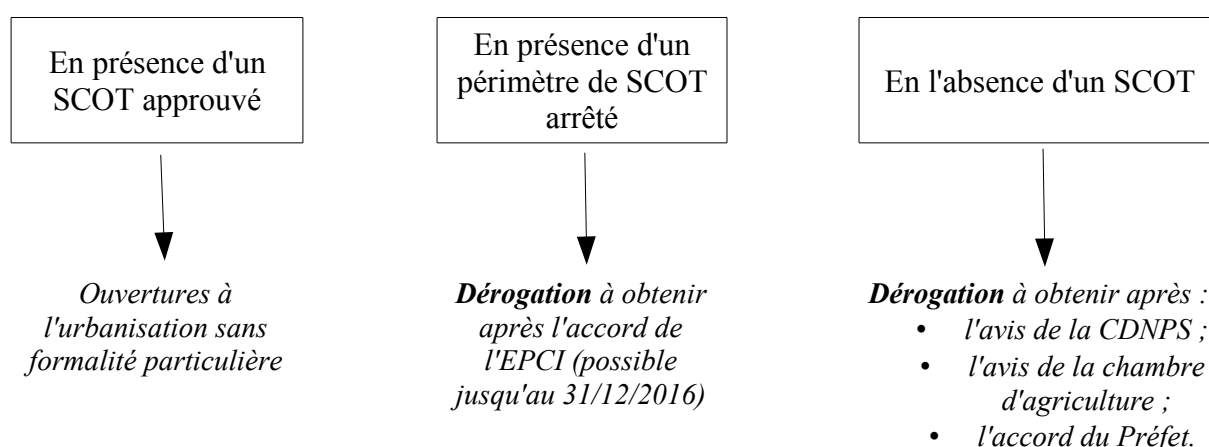 En présence d'un
SCOT approuvé
En présence d'un
périmètre de SCOT
arrêté
En l'absence d'un SCOT
Ouvertures à
l'urbanisation sans
formalité particulière
Dérogation à obtenir
après l'accord de
l'EPCI (possible
jusqu'au 31/12/2016)
Dérogation à obtenir après :
• l'avis de la CDNPS ;
• l'avis de la chambre
d'agriculture ;
• l'accord du Préfet.